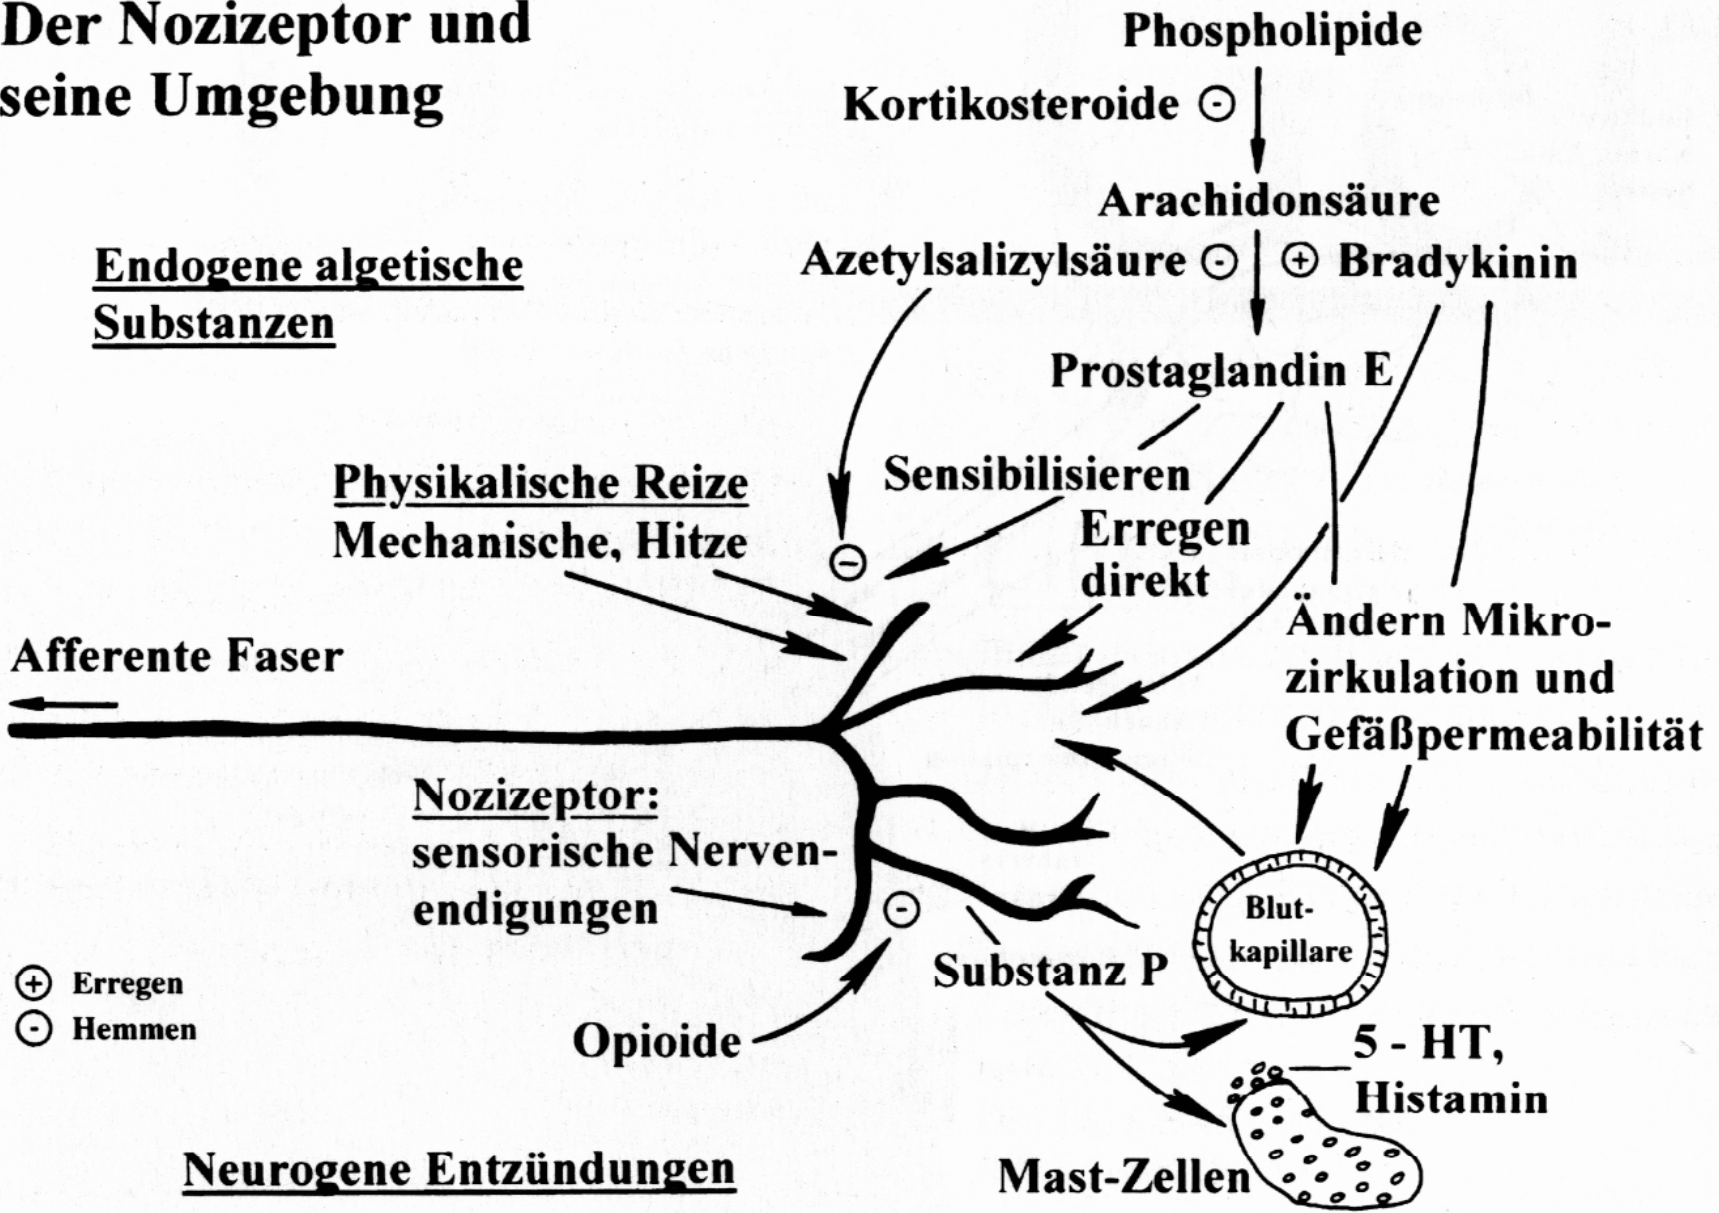 Der Nozizeptor und
seine Umgebung
Phospholipide
Kortikosteroide ⊖
Arachidonsäure
Azetylsalizylsäure ⊖ ⊕ Bradykinin
Endogene algetische
Substanzen
Prostaglandin E
Sensibilisieren
Physikalische Reize
Mechanische, Hitze
Erregen
direkt
⊖
Ändern Mikro-
zirkulation und
Gefäßpermeabilität
Afferente Faser
Nozizeptor:
sensorische Nerven-
endigungen
⊖
Blut-
kapillare
Substanz P
⊕ Erregen
⊖ Hemmen
Opioide
5 - HT,
Histamin
Mast-Zellen
Neurogene Entzündungen